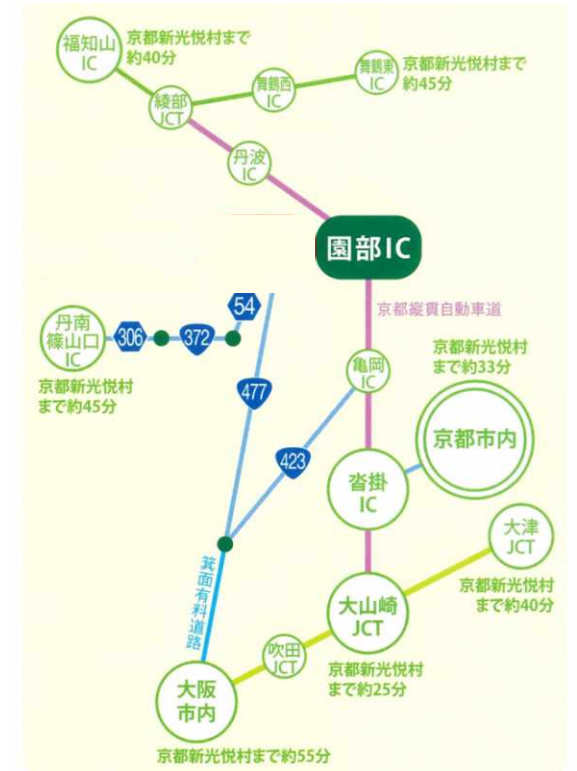 福知山
IC
京都新光悦村まで
約40分
綾部
JCT
舞鶴西
IC
舞鶴東
IC
京都新光悦村まで
約45分
丹波
IC
園部IC
京都縦貫自動車道
54
丹南
篠山口
IC
306
372
京都新光悦村
まで約45分
477
亀岡
IC
京都新光悦村
まで約33分
京都市内
423
沓掛
IC
大津
JCT
京都新光悦村
まで約40分
箕面有料道路
大山崎
JCT
京都新光悦村
まで約25分
吹田
JCT
大阪
市内
京都新光悦村まで約55分